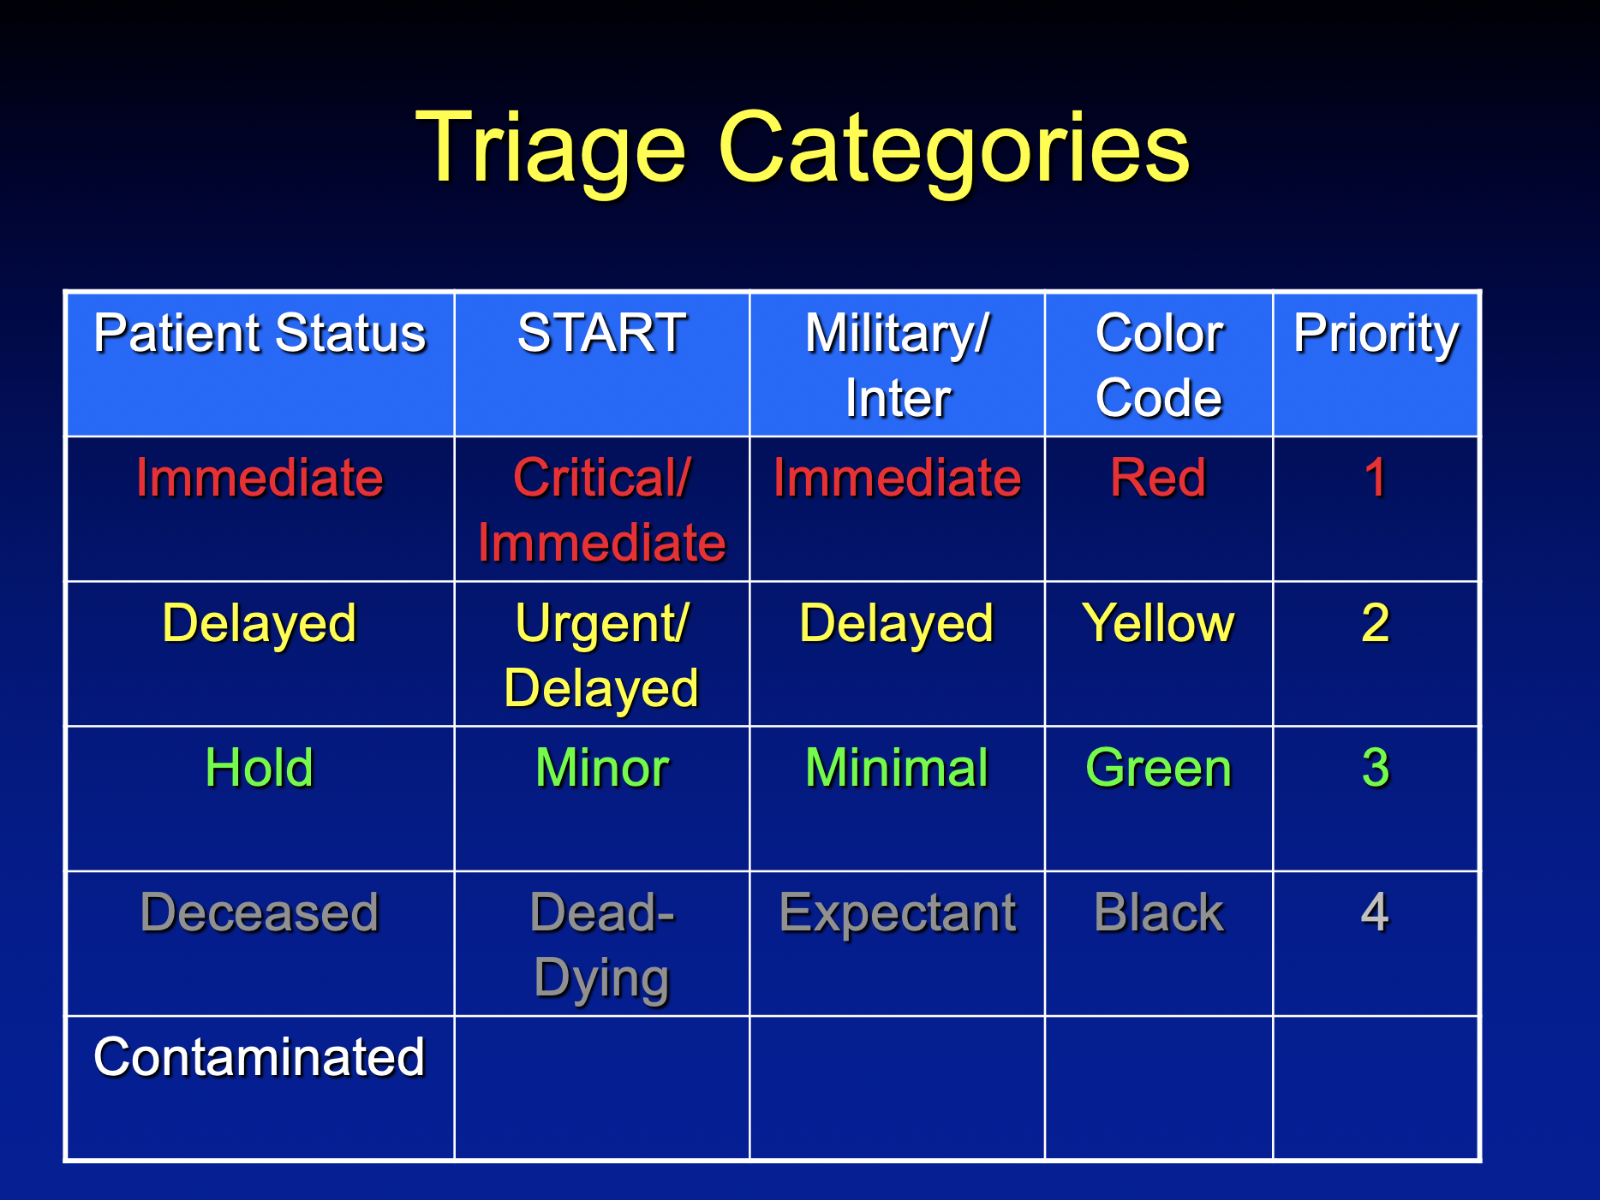 Triage Categories
Patient Status START Military/ Color Priority
Inter Code
Immediate Critical/ Immediate Red 1
Immediate
Delayed Urgent/ Delayed Yellow 2
Delayed
Hold Minor Minimal Green 3
Deceased Dead- Expectant Black 4
Dying
Contaminated